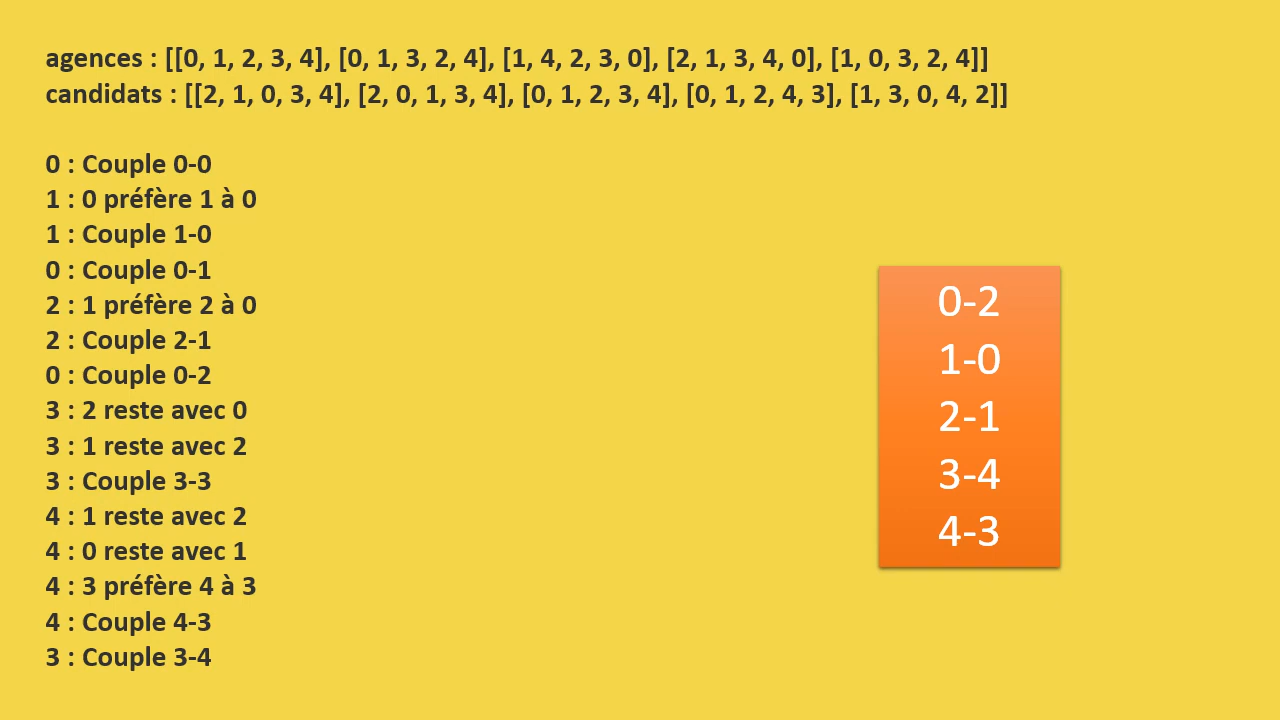 agences : [[0, 1, 2, 3, 4], [0, 1, 3, 2, 4], [1, 4, 2, 3, 0], [2, 1, 3, 4, 0], [1, 0, 3, 2, 4]]
candidats : [[2, 1, 0, 3, 4], [2, 0, 1, 3, 4], [0, 1, 2, 3, 4], [0, 1, 2, 4, 3], [1, 3, 0, 4, 2]]
0 : Couple 0-0
1 : 0 préfère 1 à 0
1 : Couple 1-0
0 : Couple 0-1
2 : 1 préfère 2 à 0
2 : Couple 2-1
0 : Couple 0-2
3 : 2 reste avec 0
3 : 1 reste avec 2
3 : Couple 3-3
4 : 1 reste avec 2
4 : 0 reste avec 1
4 : 3 préfère 4 à 3
4 : Couple 4-3
3 : Couple 3-4
0-2
1-0
2-1
3-4
4-3